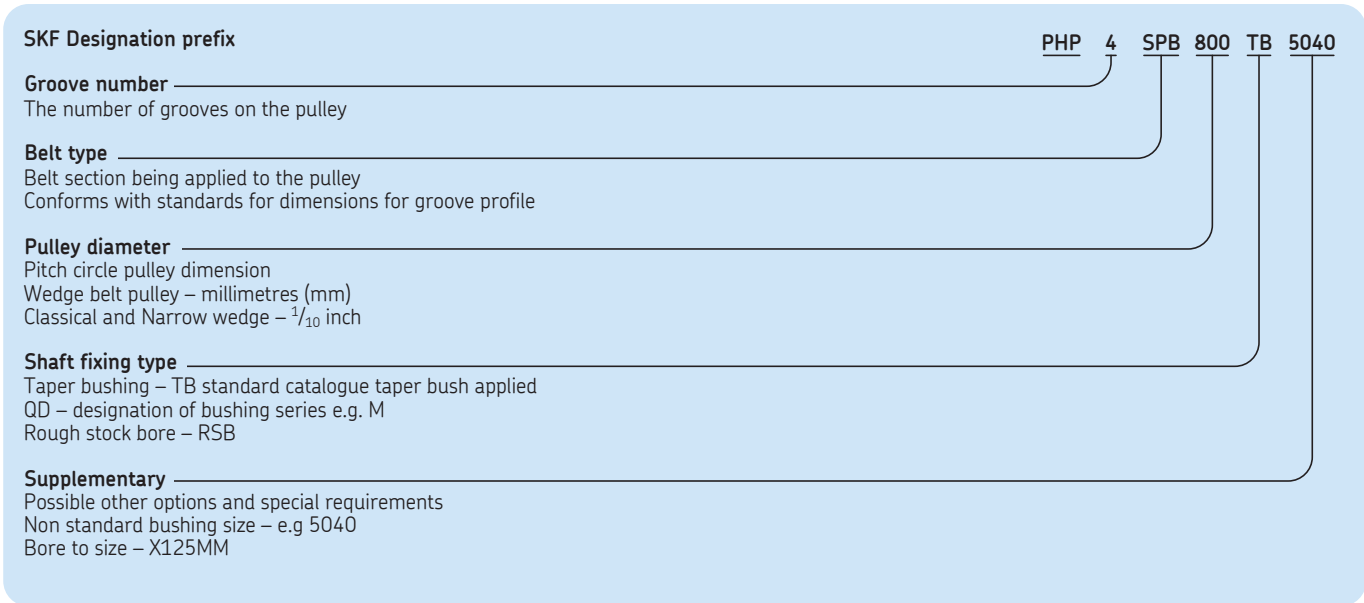 SKF Designation prefix
PHP 4 SPB 800 TB 5040
Groove number
The number of grooves on the pulley
Belt type
Belt section being applied to the pulley
Conforms with standards for dimensions for groove profile
Pulley diameter
Pitch circle pulley dimension
Wedge belt pulley – millimetres (mm)
Classical and Narrow wedge – 1/10 inch
Shaft fixing type
Taper bushing – TB standard catalogue taper bush applied
QD – designation of bushing series e.g. M
Rough stock bore – RSB
Supplementary
Possible other options and special requirements
Non standard bushing size – e.g 5040
Bore to size – X125MM